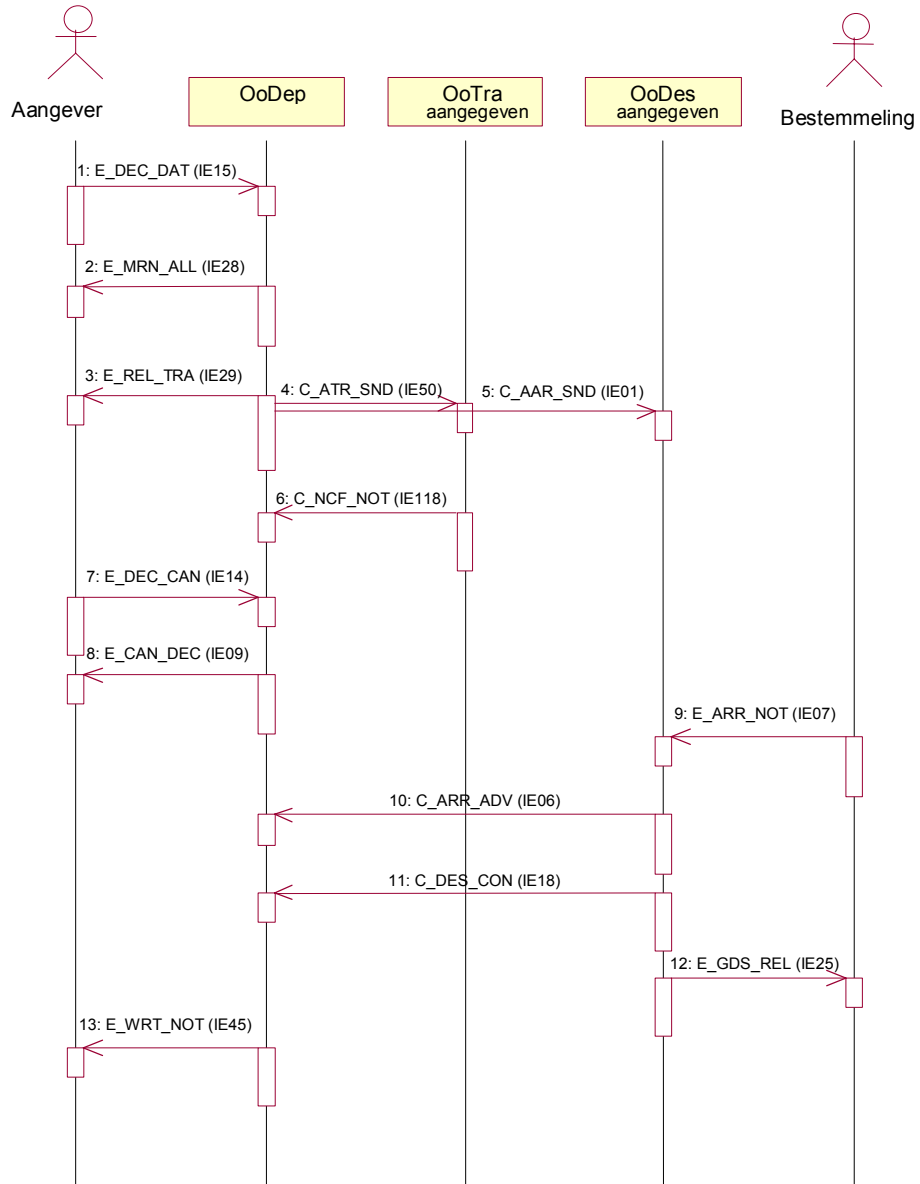 Aangever
OoDep
OoTra
aangegeven
OoDes
aangegeven
Bestemmeling
1: E_DEC_DAT (IE15)
2: E_MRN_ALL (IE28)
3: E_REL_TRA (IE29)
4: C_ATR_SND (IE50)
5: C_AAR_SND (IE01)
6: C_NCF_NOT (IE118)
7: E_DEC_CAN (IE14)
8: E_CAN_DEC (IE09)
9: E_ARR_NOT (IE07)
10: C_ARR_ADV (IE06)
11: C_DES_CON (IE18)
12: E_GDS_REL (IE25)
13: E_WRT_NOT (IE45)